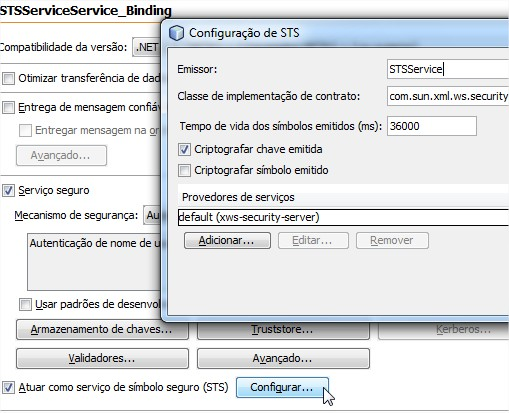 STSServiceService_Binding
Compatibilidade da versão: .NET
Otimizar transferência de dad
Entrega de mensagem confiáv
Entregar mensagem na or
Avançado...
Serviço seguro
Mecanismo de segurança: Au
Autenticação de nome de u
Usar padrões de desenvol
Armazenamento de chaves... Truststore... Kerberos...
Validadores... Avançado...
Atuar como serviço de símbolo seguro (STS) Configurar...
Configuração de STS
Emissor: STSService
Classe de implementação de contrato: com.sun.xml.ws.security
Tempo de vida dos símbolos emitidos (ms): 36000
Criptografar chave emitida
Criptografar símbolo emitido
Provedores de serviços
default (xws-security-server)
Adicionar... Editar... Remover